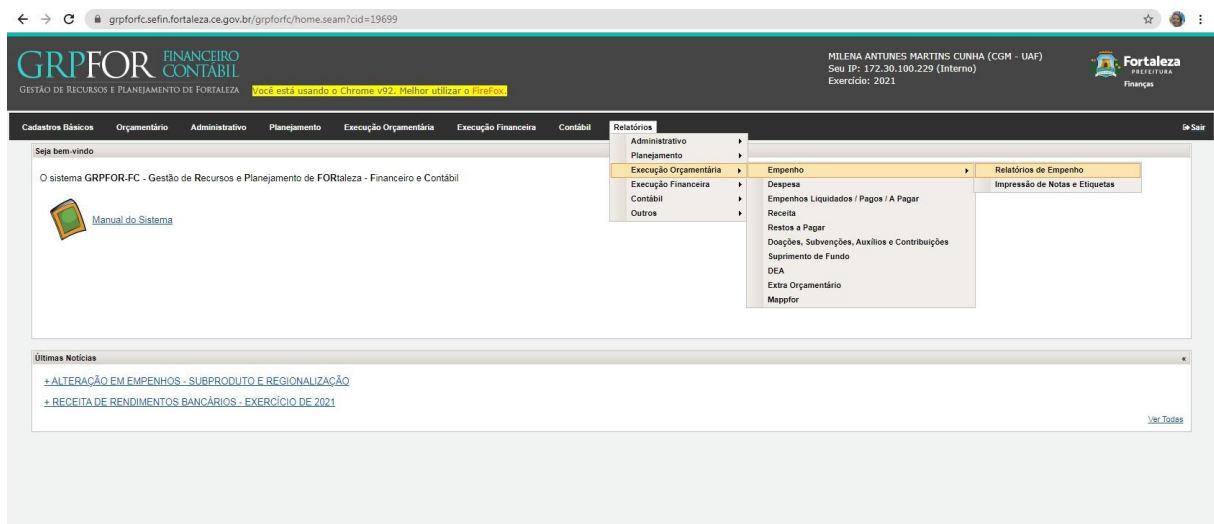 grpforfc.sefin.fortaleza.ce.gov.br/grpforfc/home.seam?cid=19699
GRPFOR FINANCEIRO CONTÁBIL
GESTÃO DE RECURSOS E PLANEJAMENTO DE FORTALEZA
Você está usando o Chrome v92. Melhor utilizar o FireFox.
MILENA ANTUNES MARTINS CUNHA (CGM - UAF)
Seu IP: 172.30.100.229 (Interno)
Exercício: 2021
Fortaleza
PREFEITURA
Finanças
Cadastros Básicos Orçamentário Administrativo Planejamento Execução Orçamentária Execução Financeira Contábil Relatórios Sair
Seja bem-vindo
O sistema GRPFOR-FC - Gestão de Recursos e Planejamento de FORtaleza - Financeiro e Contábil
Manual do Sistema
Administrativo
Planejamento
Execução Orçamentária
Execução Financeira
Contábil
Outros
Empenho
Despesa
Empenhos Liquidados / Pagos / A Pagar
Receita
Restos a Pagar
Doações, Subvenções, Auxílios e Contribuições
Suprimento de Fundo
DEA
Extra Orçamentário
Mappfor
Relatórios de Empenho
Impressão de Notas e Etiquetas
Últimas Notícias «
+ ALTERAÇÃO EM EMPENHOS - SUBPRODUTO E REGIONALIZAÇÃO
+ RECEITA DE RENDIMENTOS BANCÁRIOS - EXERCÍCIO DE 2021
Ver Todas